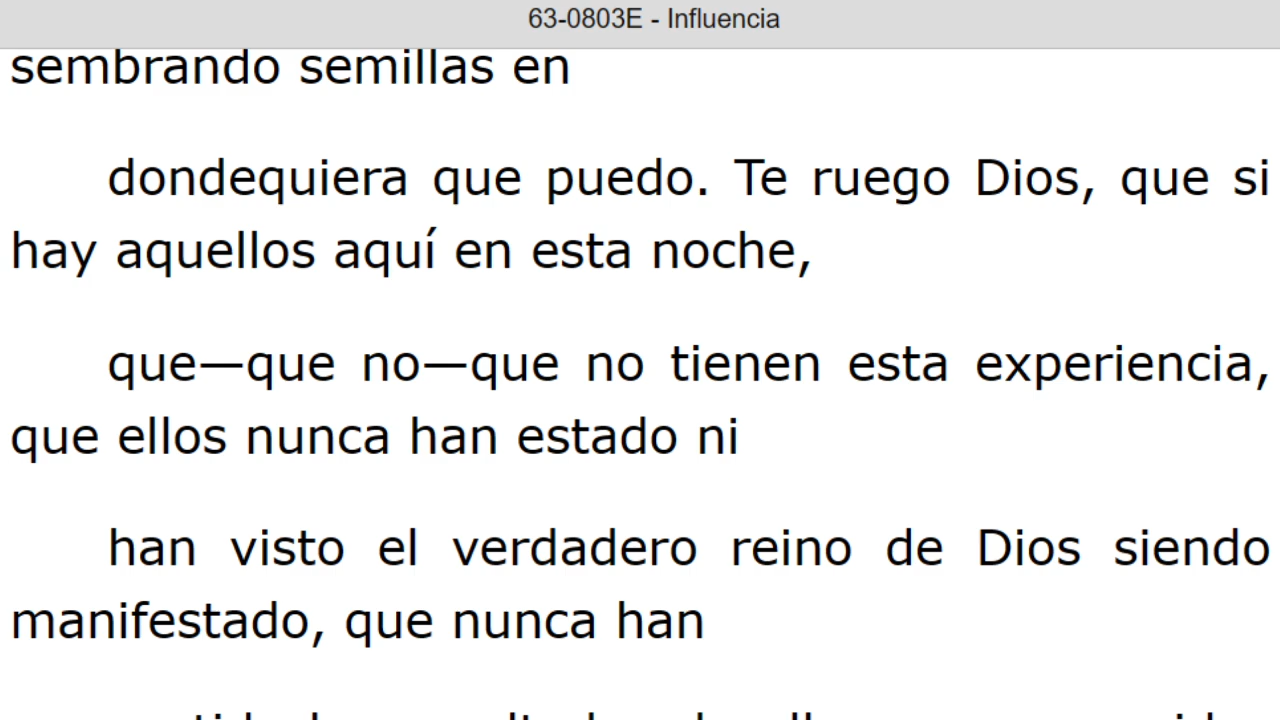 63-0803E - Influencia
sembrando semillas en
dondequiera que puedo. Te ruego Dios, que si
hay aquellos aquí en esta noche,
que—que no—que no tienen esta experiencia,
que ellos nunca han estado ni
han visto el verdadero reino de Dios siendo
manifestado, que nunca han